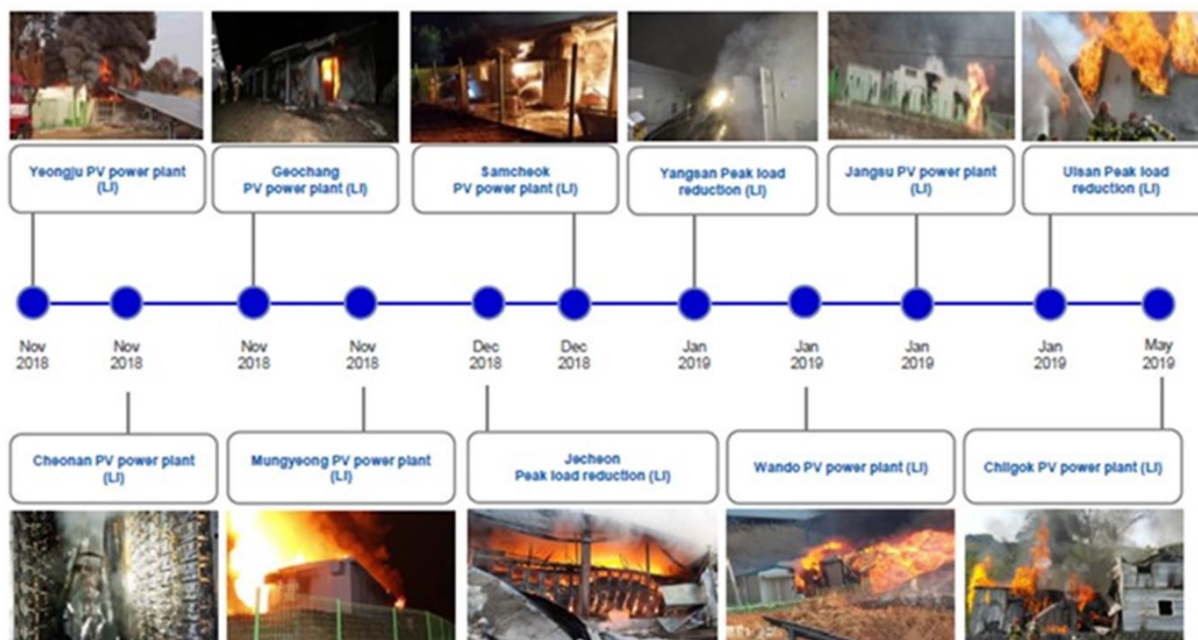 Yeongju PV power plant
(LI)
Geochang
PV power plant (LI)
Samcheok
PV power plant (LI)
Yangsan Peak load
reduction (LI)
Jangsu PV power plant
(LI)
Ulsan Peak load
reduction (LI)
Nov
2018
Nov
2018
Nov
2018
Nov
2018
Dec
2018
Dec
2018
Jan
2019
Jan
2019
Jan
2019
Jan
2019
May
2019
Cheonan PV power plant
(LI)
Mungyeong PV power plant
(LI)
Jecheon
Peak load reduction (LI)
Wando PV power plant (LI)
Chilgok PV power plant (LI)